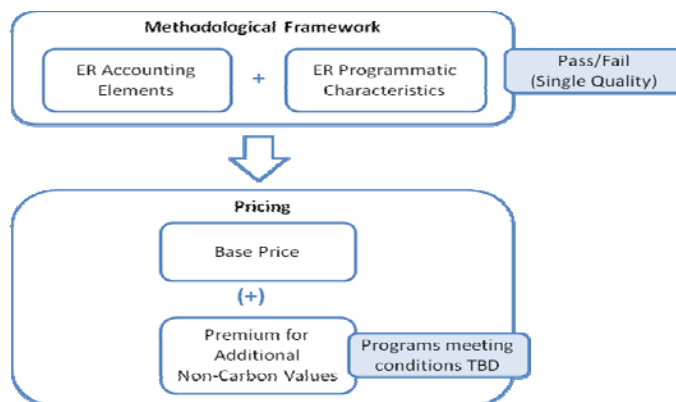 Methodological Framework
ER Accounting
Elements
+
ER Programmatic
Characteristics
Pass/Fail
(Single Quality)
Pricing
Base Price
(+)
Premium for
Additional
Non-Carbon Values
Programs meeting
conditions TBD